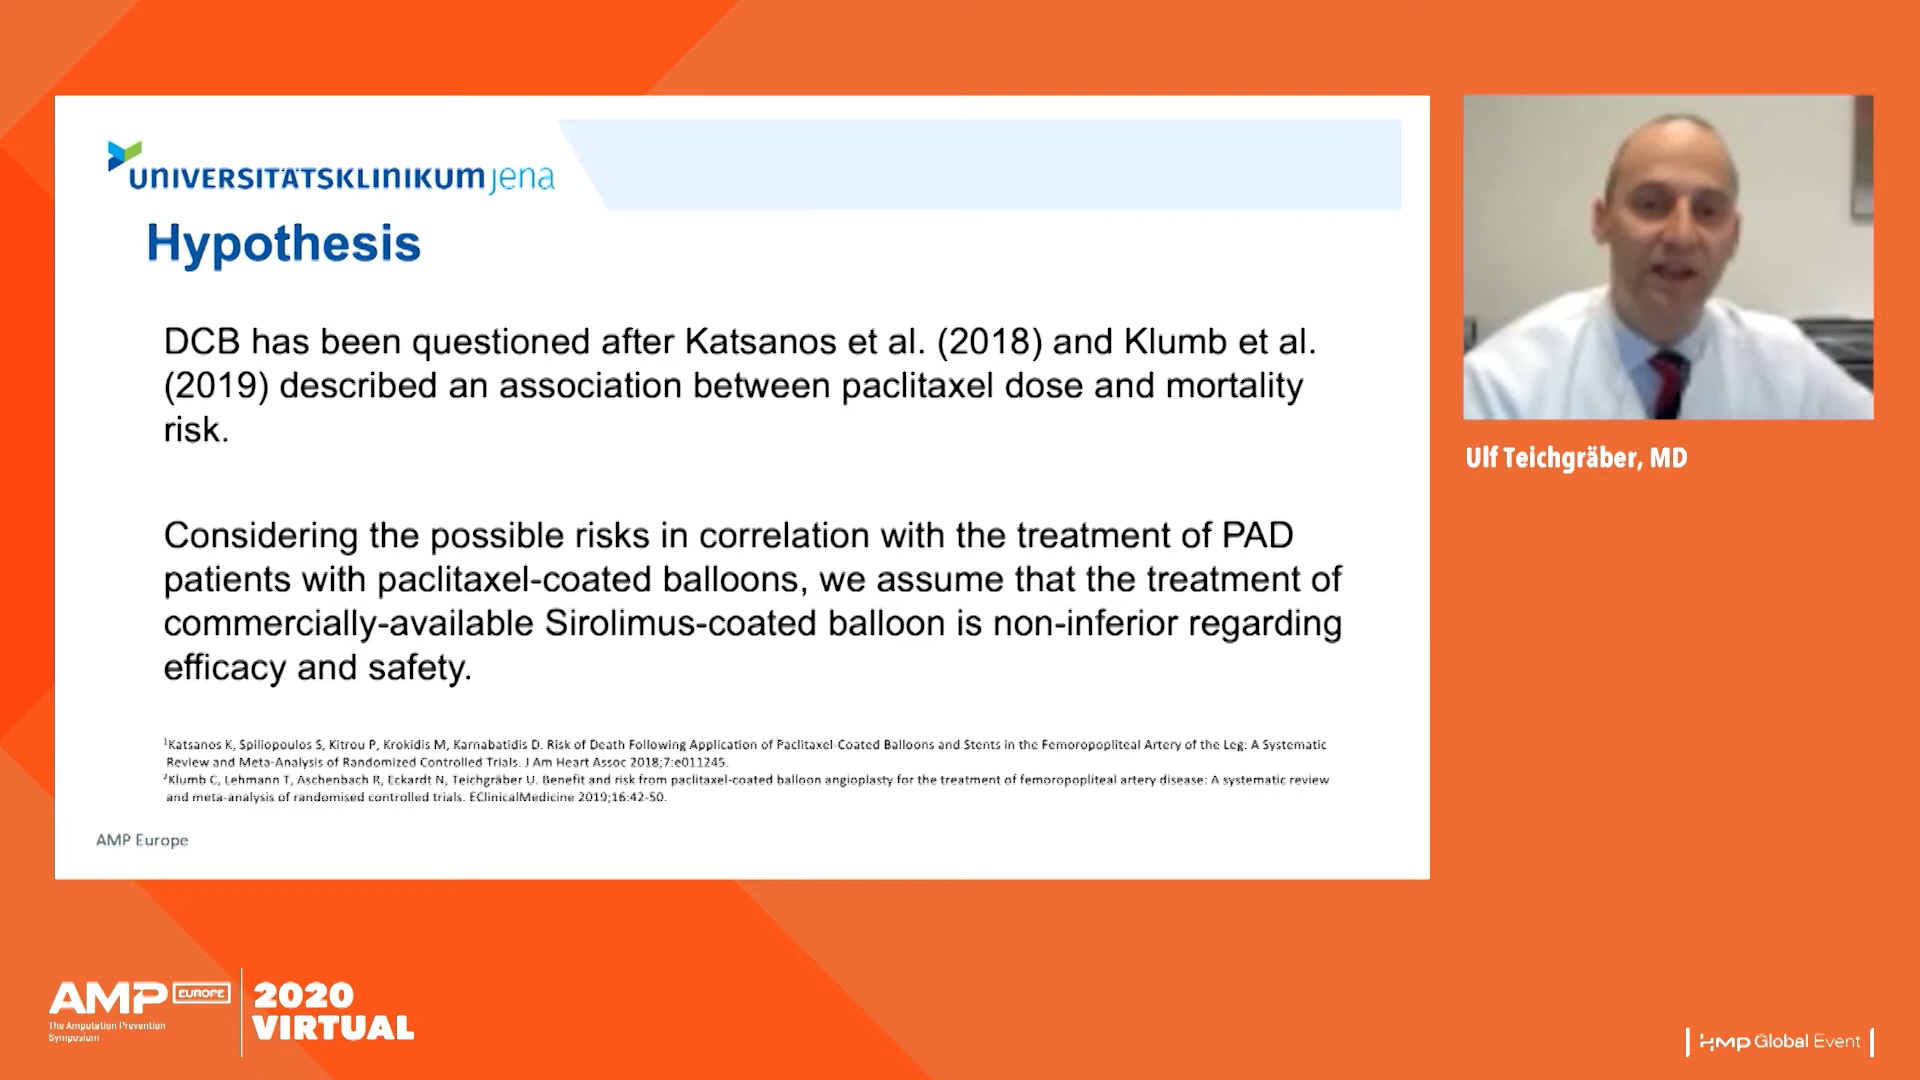 UNIVERSITÄTSKLINIKUM jena
Hypothesis
DCB has been questioned after Katsanos et al. (2018) and Klumb et al.
(2019) described an association between paclitaxel dose and mortality
risk.
Considering the possible risks in correlation with the treatment of PAD
patients with paclitaxel-coated balloons, we assume that the treatment of
commercially-available Sirolimus-coated balloon is non-inferior regarding
efficacy and safety.
1Katsanos K, Spiliopoulos S, Kitrou P, Krokidis M, Karnabatidis D. Risk of Death Following Application of Paclitaxel-Coated Balloons and Stents in the Femoropopliteal Artery of the Leg: A Systematic
Review and Meta-Analysis of Randomized Controlled Trials. J Am Heart Assoc 2018;7:e011245.
2Klumb C, Lehmann T, Aschenbach R, Eckardt N, Teichgräber U. Benefit and risk from paclitaxel-coated balloon angioplasty for the treatment of femoropopliteal artery disease: A systematic review
and meta-analysis of randomised controlled trials. EClinicalMedicine 2019;16:42-50.
AMP Europe
Ulf Teichgräber, MD
AMP EUROPE
The Amputation Prevention
Symposium
2020
VIRTUAL
HMP Global Event